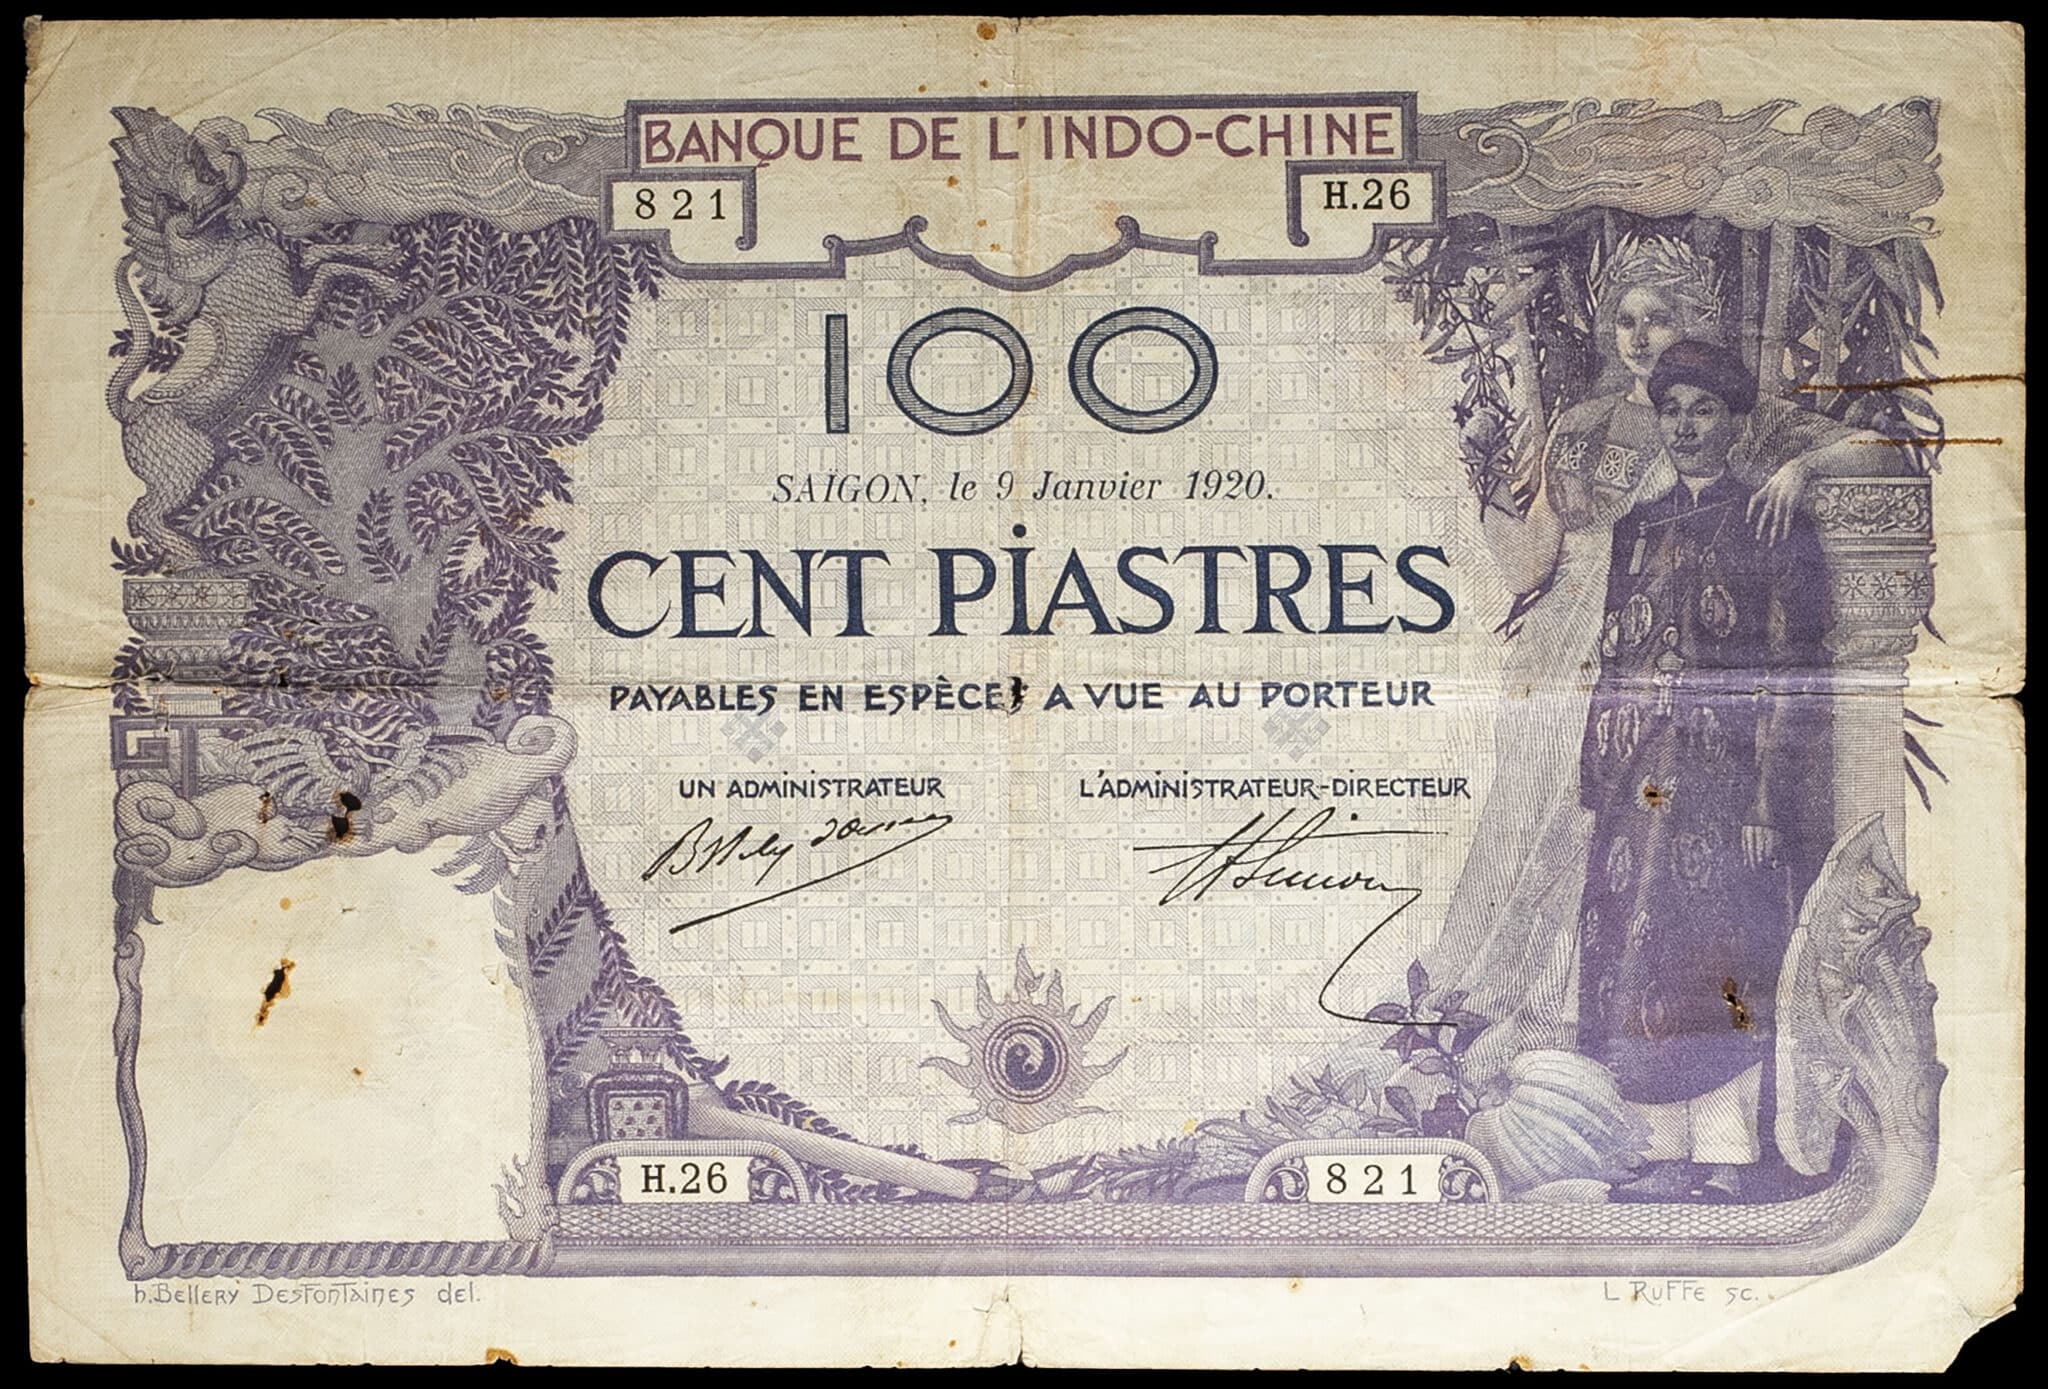 BANQUE DE L'INDO-CHINE
821
H.26
100
SAÏGON, le 9 Janvier 1920.
CENT PIASTRES
PAYABLES EN ESPÈCES A VUE AU PORTEUR
UN ADMINISTRATEUR
L'ADMINISTRATEUR-DIRECTEUR
H.26
821
h.BELLERY DESFONTAINES del.
L RUFFE sc.